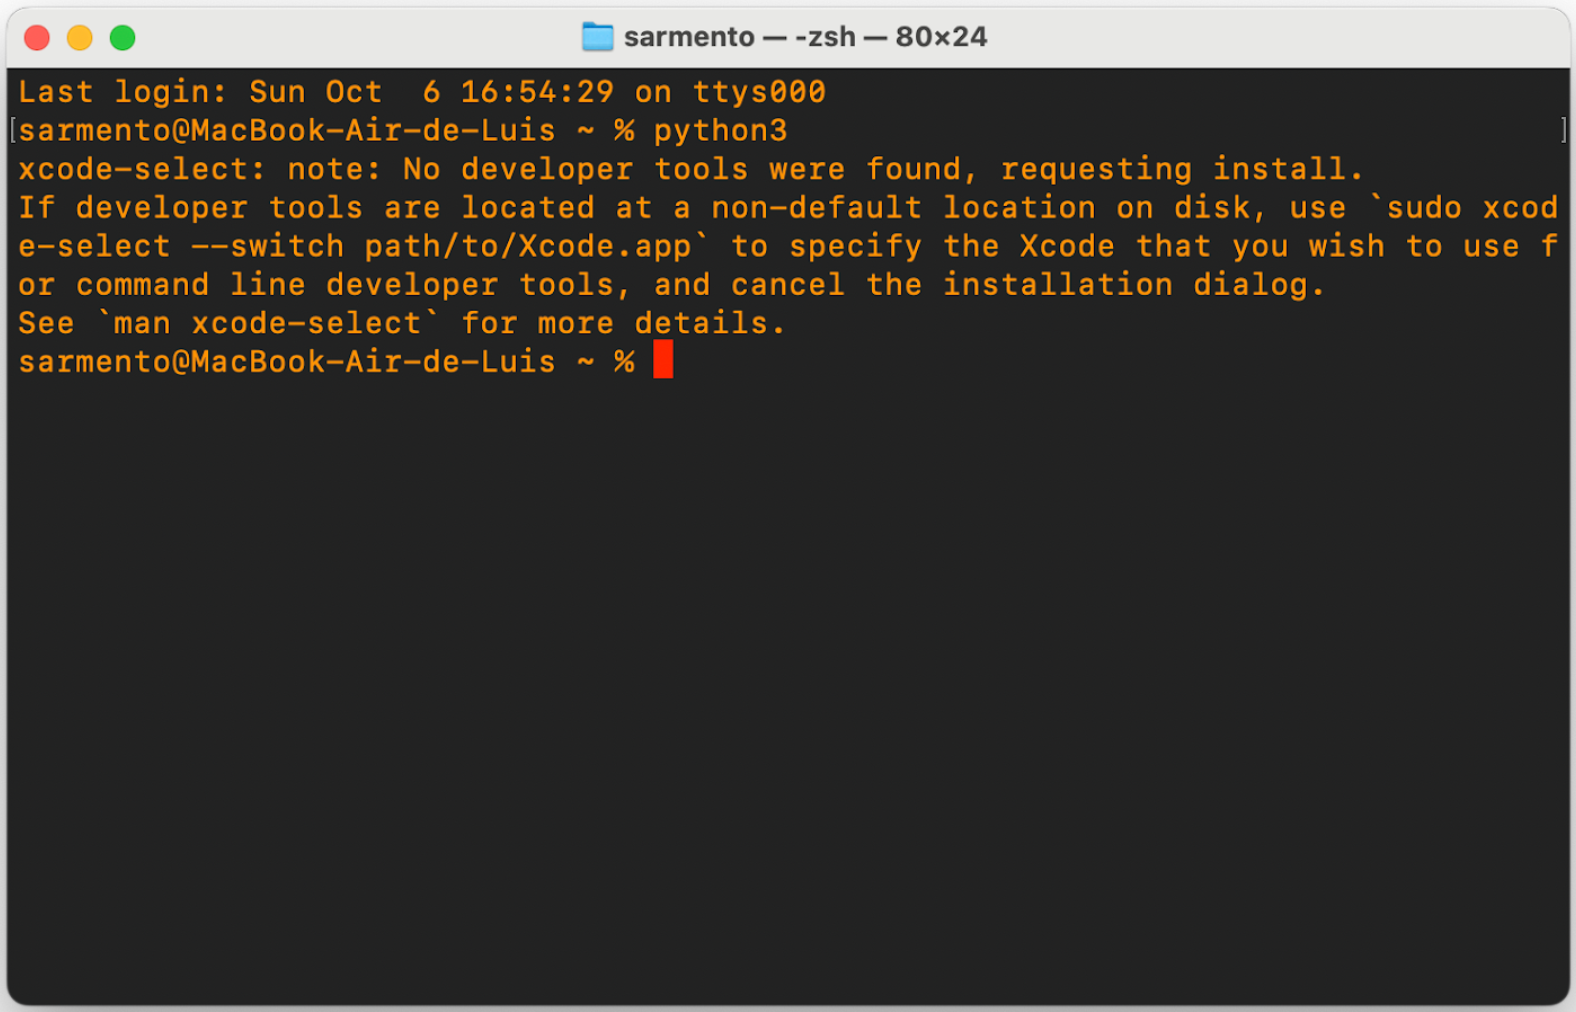 sarmento — -zsh — 80×24
Last login: Sun Oct  6 16:54:29 on ttys000
[sarmento@MacBook-Air-de-Luis ~ % python3 ]
xcode-select: note: No developer tools were found, requesting install.
If developer tools are located at a non-default location on disk, use `sudo xcod
e-select --switch path/to/Xcode.app` to specify the Xcode that you wish to use f
or command line developer tools, and cancel the installation dialog.
See `man xcode-select` for more details.
sarmento@MacBook-Air-de-Luis ~ %